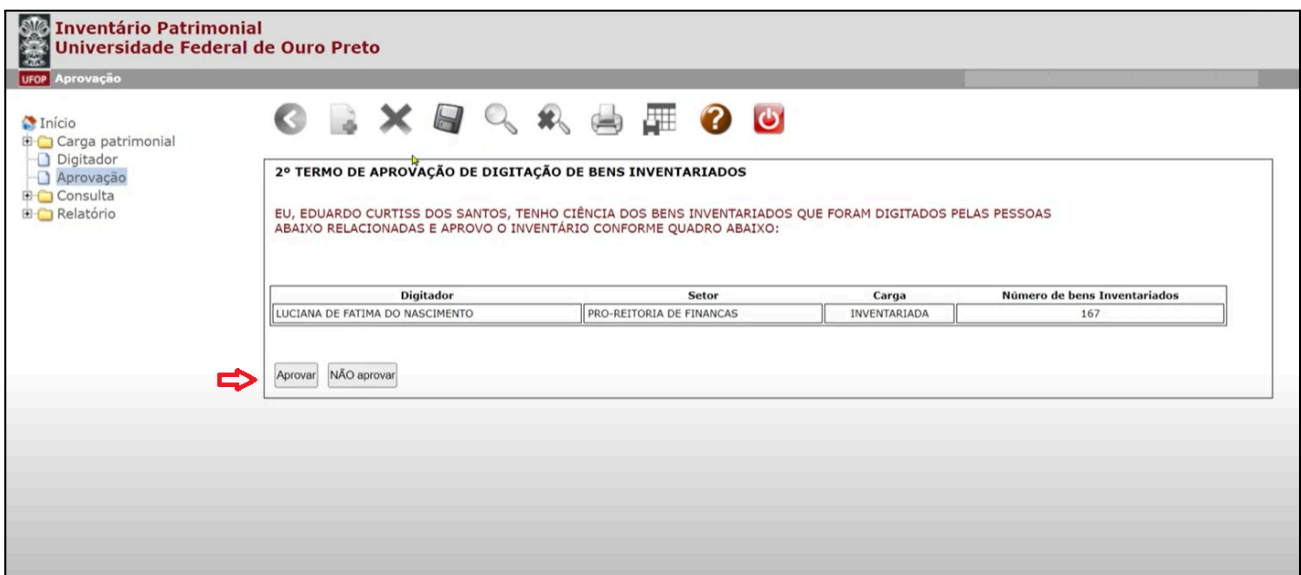 Inventário Patrimonial
Universidade Federal de Ouro Preto
UFOP Aprovação
Início
Carga patrimonial
Digitador
Aprovação
Consulta
Relatório
2º TERMO DE APROVAÇÃO DE DIGITAÇÃO DE BENS INVENTARIADOS
EU, EDUARDO CURTISS DOS SANTOS, TENHO CIÊNCIA DOS BENS INVENTARIADOS QUE FORAM DIGITADOS PELAS PESSOAS
ABAIXO RELACIONADAS E APROVO O INVENTÁRIO CONFORME QUADRO ABAIXO:
Digitador Setor Carga Número de bens Inventariados
LUCIANA DE FATIMA DO NASCIMENTO PRO-REITORIA DE FINANCAS INVENTARIADA 167
Aprovar NÃO aprovar